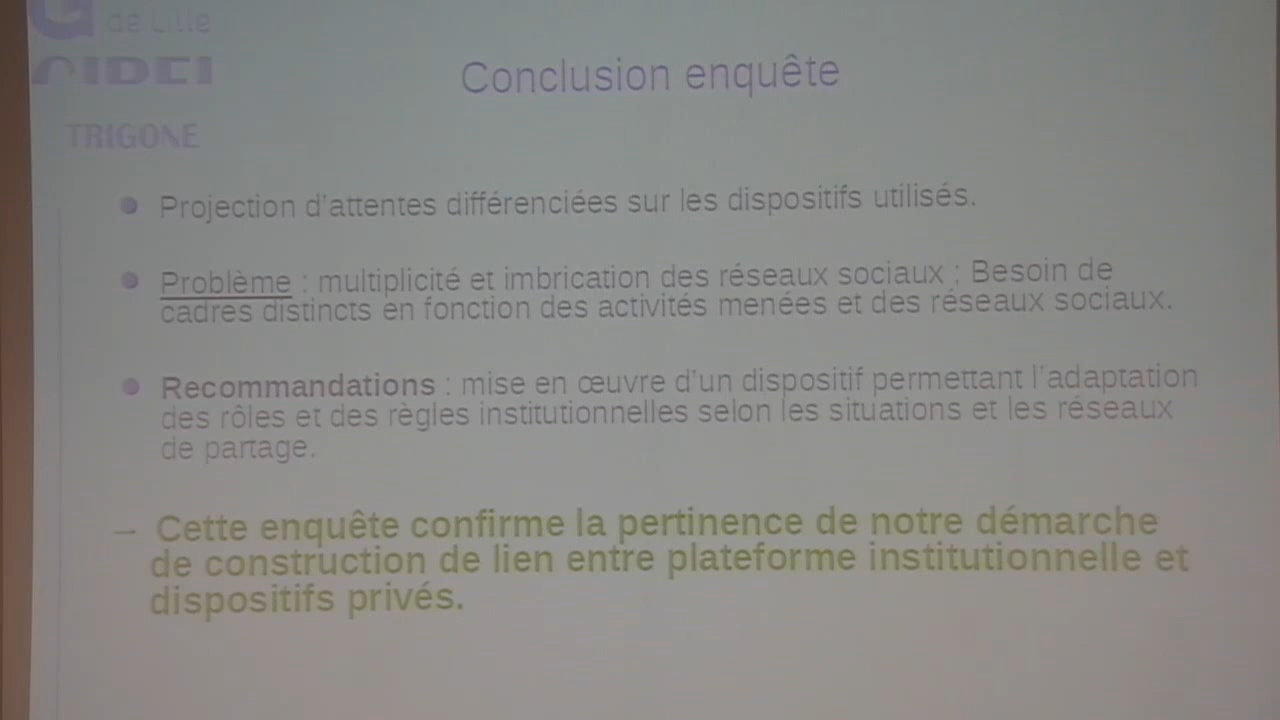 de Lille
TRIGONE
Conclusion enquête
Projection d'attentes différenciées sur les dispositifs utilisés.
Problème : multiplicité et imbrication des réseaux sociaux ; Besoin de
cadres distincts en fonction des activités menées et des réseaux sociaux.
Recommandations : mise en œuvre d'un dispositif permettant l'adaptation
des rôles et des règles institutionnelles selon les situations et les réseaux
de partage.
→ Cette enquête confirme la pertinence de notre démarche
de construction de lien entre plateforme institutionnelle et
dispositifs privés.